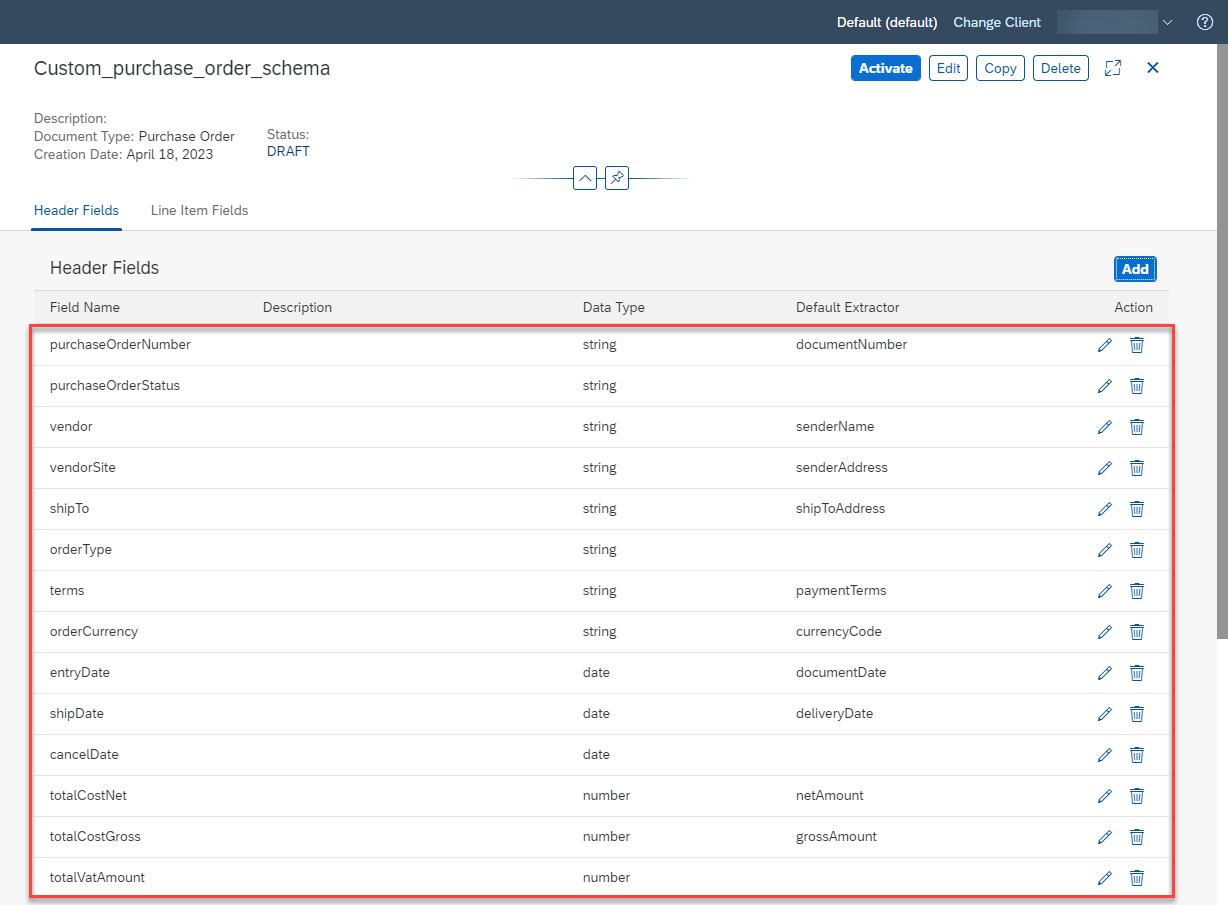 Default (default) Change Client
Custom_purchase_order_schema
Activate Edit Copy Delete
Description:
Document Type: Purchase Order
Creation Date: April 18, 2023
Status:
DRAFT
Header Fields Line Item Fields
Header Fields
Add
Field Name Description Data Type Default Extractor Action
purchaseOrderNumber string documentNumber
purchaseOrderStatus string
vendor string senderName
vendorSite string senderAddress
shipTo string shipToAddress
orderType string
terms string paymentTerms
orderCurrency string currencyCode
entryDate date documentDate
shipDate date deliveryDate
cancelDate date
totalCostNet number netAmount
totalCostGross number grossAmount
totalVatAmount number